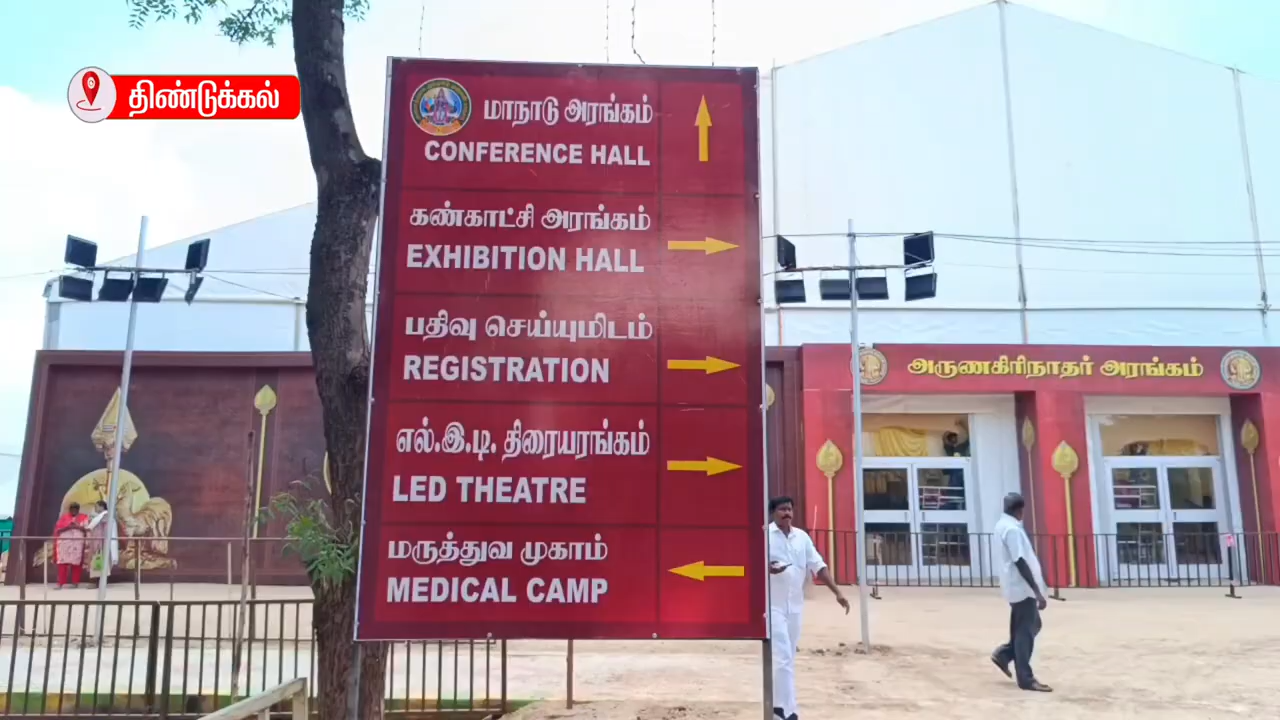 திண்டுக்கல்
மாநாடு அரங்கம்
CONFERENCE HALL
கண்காட்சி அரங்கம்
EXHIBITION HALL
பதிவு செய்யுமிடம்
REGISTRATION
எல்.இ.டி. திரையரங்கம்
LED THEATRE
மருத்துவ முகாம்
MEDICAL CAMP
அருணகிரிநாதர் அரங்கம்